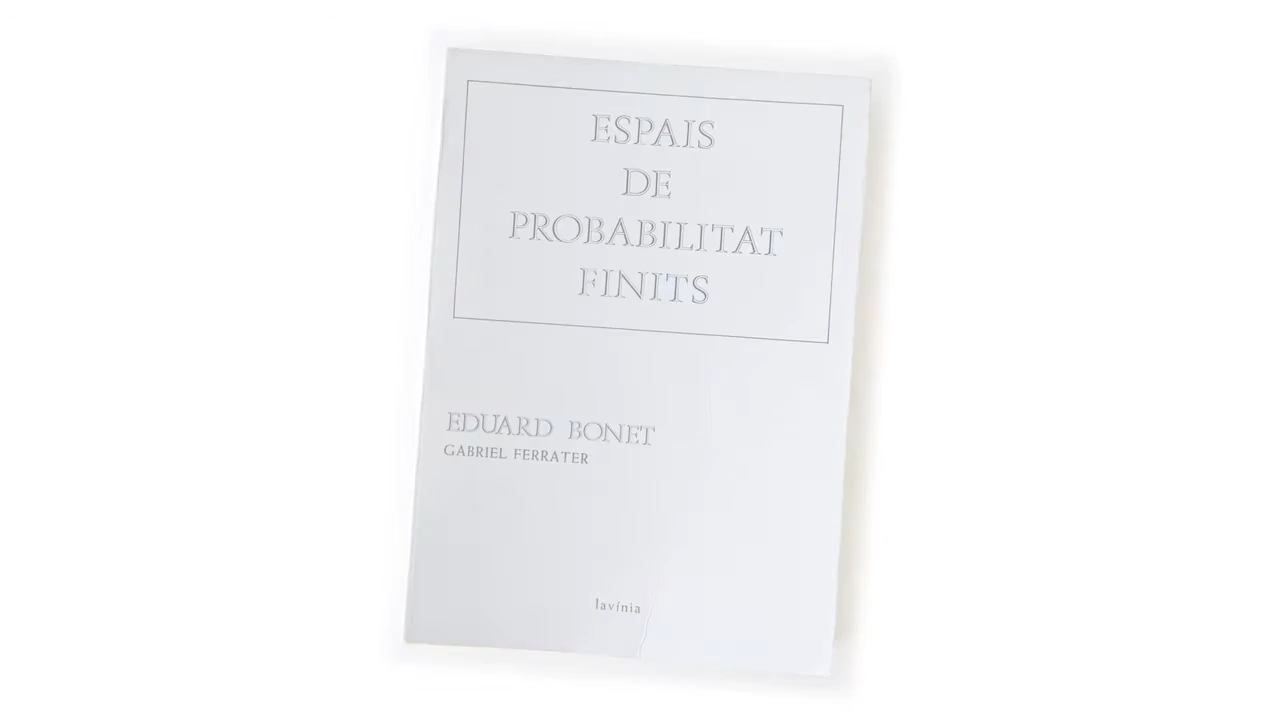 ESPAIS
DE
PROBABILITAT
FINITS
EDUARD BONET
GABRIEL FERRATER
lavínia